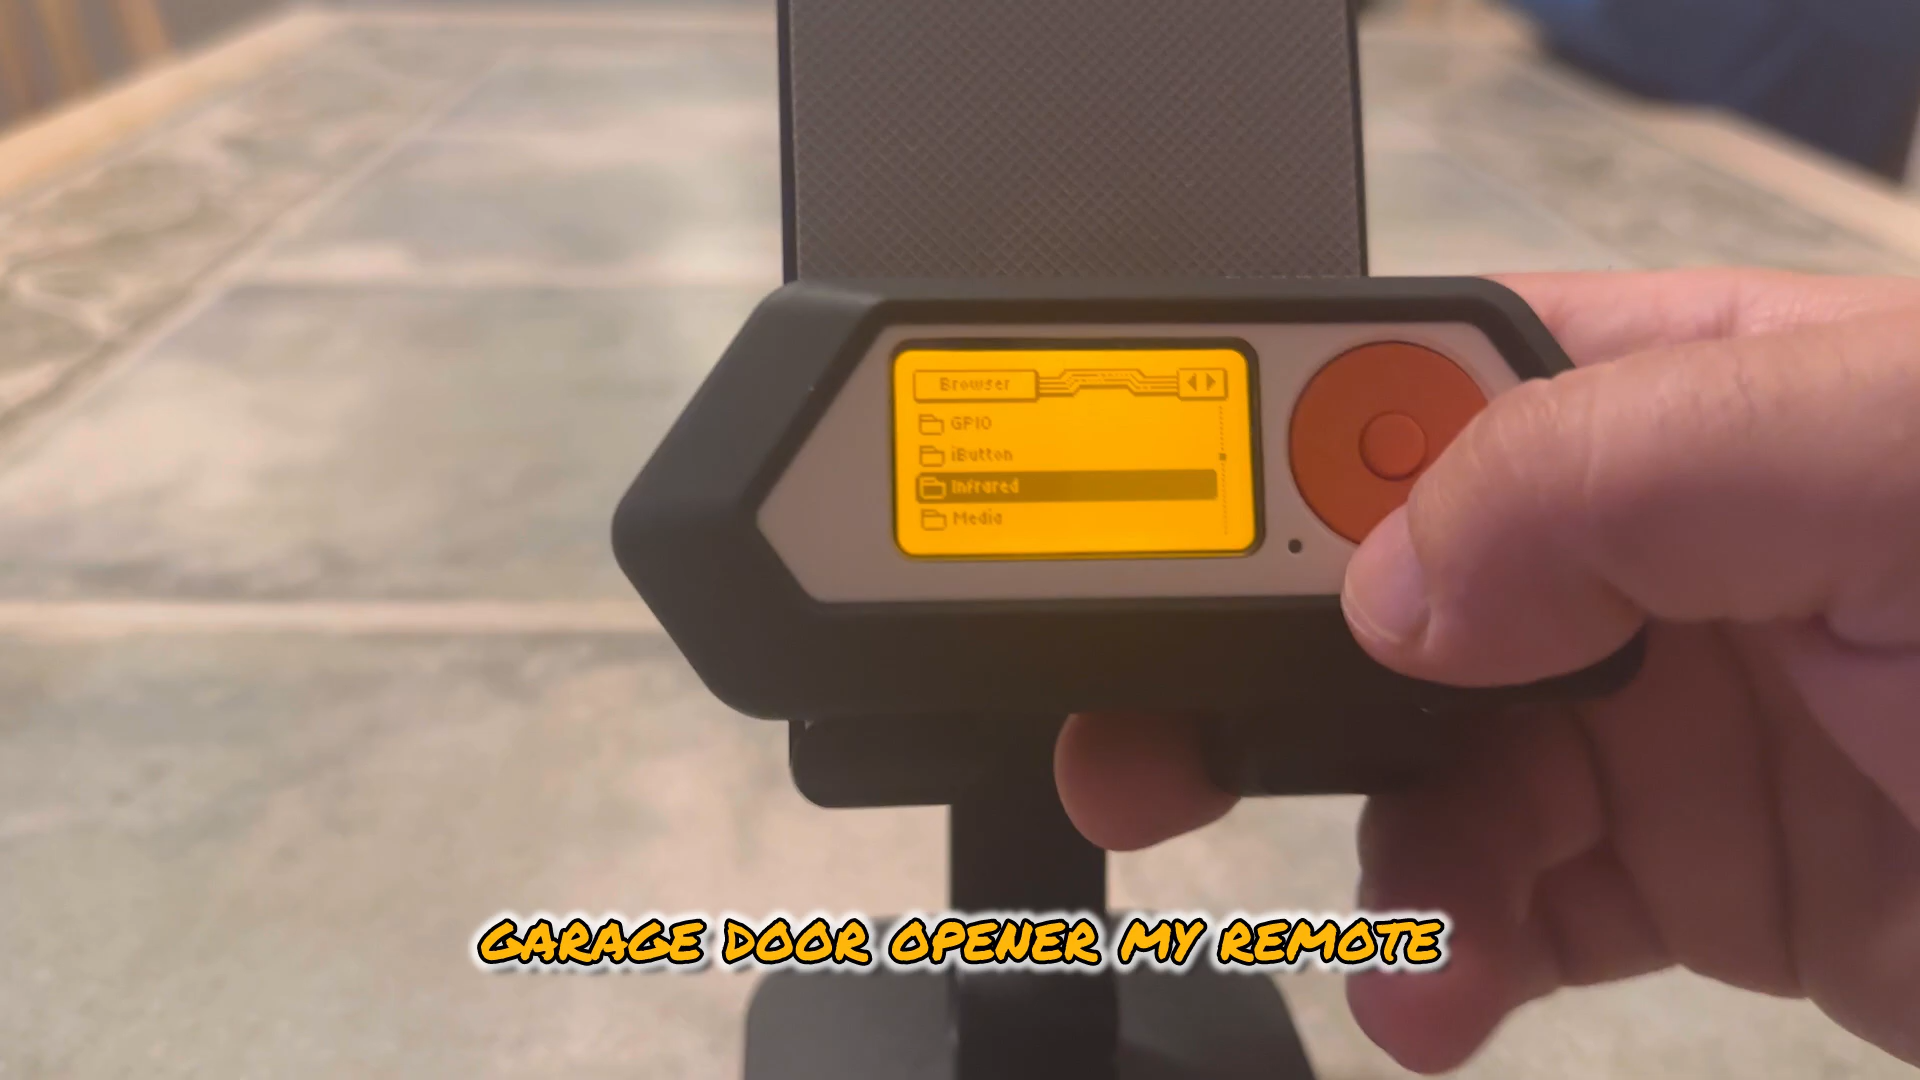 Browser
GPIO
iButton
Infrared
Media
GARAGE DOOR OPENER MY REMOTE